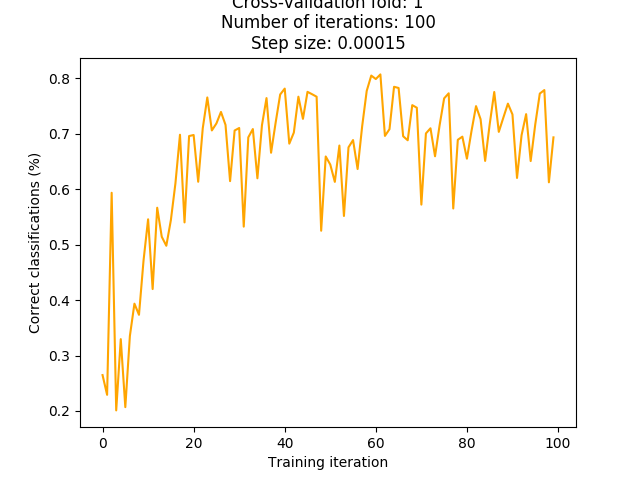 Cross-validation fold: 1
Number of iterations: 100
Step size: 0.00015
0.8
0.7
0.6
0.5
0.4
0.3
0.2
Correct classifications (%)
0 20 40 60 80 100
Training iteration